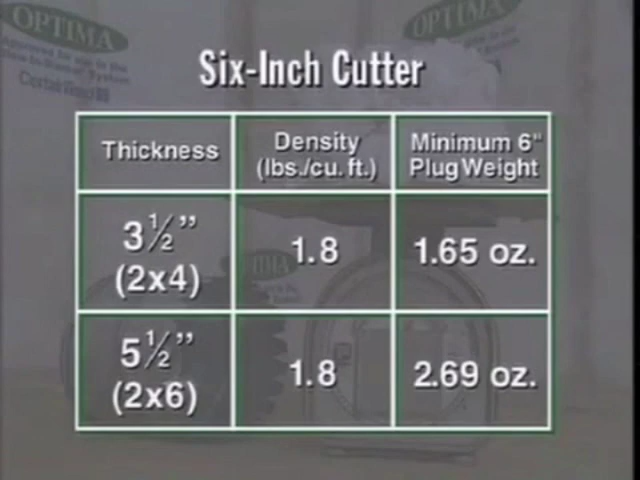 OPTIMA
OPTIMA
Six-Inch Cutter
Thickness
Density
(lbs./cu. ft.)
Minimum 6"
Plug Weight
3½”
(2x4)
1.8
1.65 oz.
5½”
(2x6)
1.8
2.69 oz.